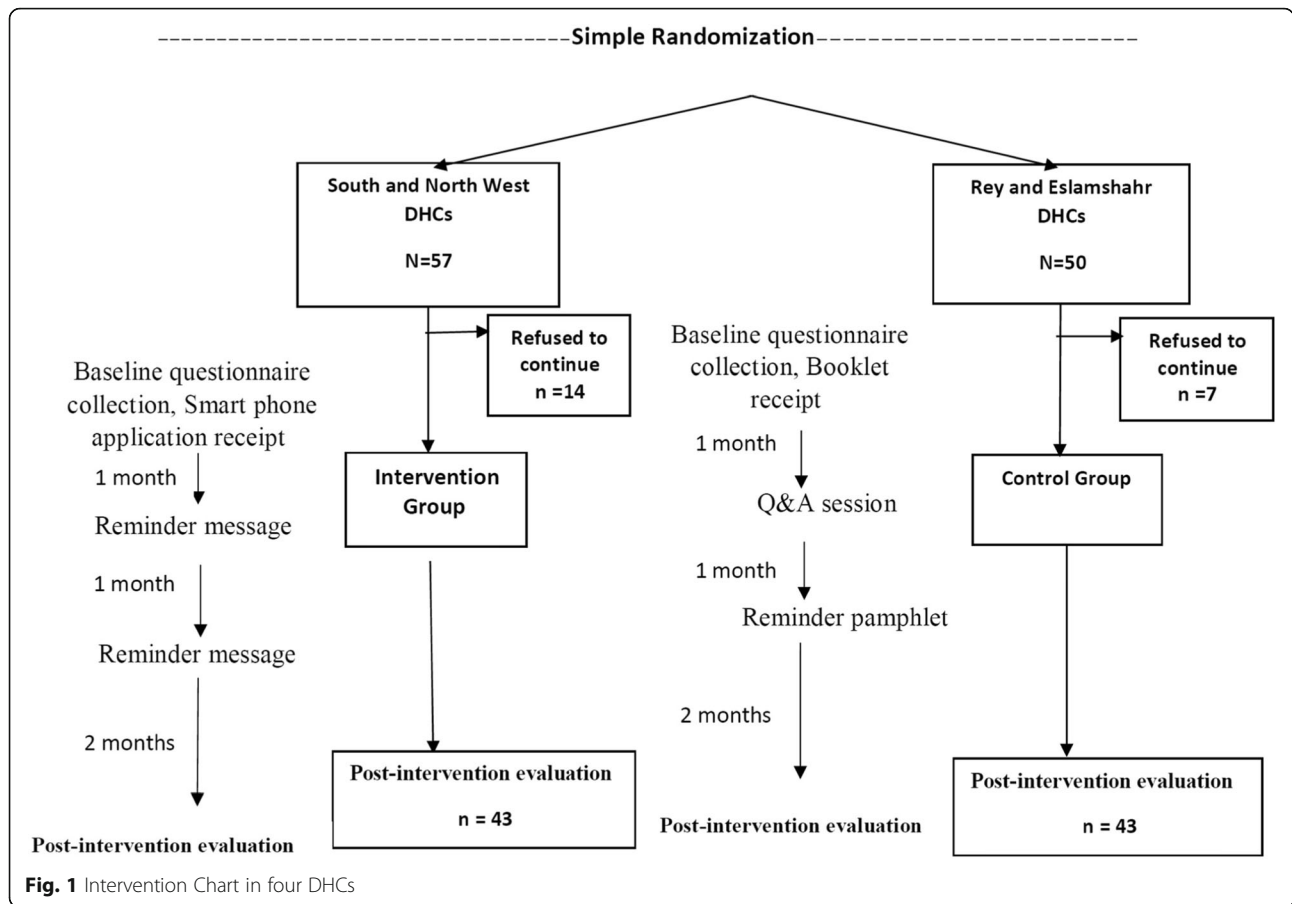 Simple Randomization
South and North West
DHCs
N=57
Rey and Eslamshahr
DHCs
N=50
Refused to
continue
n =14
Refused to
continue
n =7
Baseline questionnaire
collection, Smart phone
application receipt
1 month
Reminder message
1 month
Reminder message
2 months
Post-intervention evaluation
Intervention
Group
Post-intervention evaluation
n = 43
Baseline questionnaire
collection, Booklet
receipt
1 month
Q&A session
1 month
Reminder pamphlet
2 months
Post-intervention evaluation
Control Group
Post-intervention evaluation
n = 43
Fig. 1 Intervention Chart in four DHCs